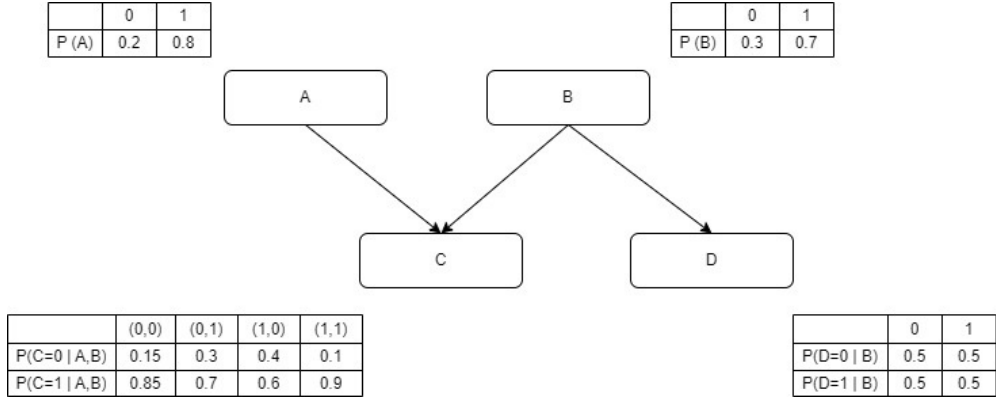 0 1
P (A) 0.2 0.8
0 1
P (B) 0.3 0.7
A
B
C
D
(0,0) (0,1) (1,0) (1,1)
P(C=0 | A,B) 0.15 0.3 0.4 0.1
P(C=1 | A,B) 0.85 0.7 0.6 0.9
0 1
P(D=0 | B) 0.5 0.5
P(D=1 | B) 0.5 0.5